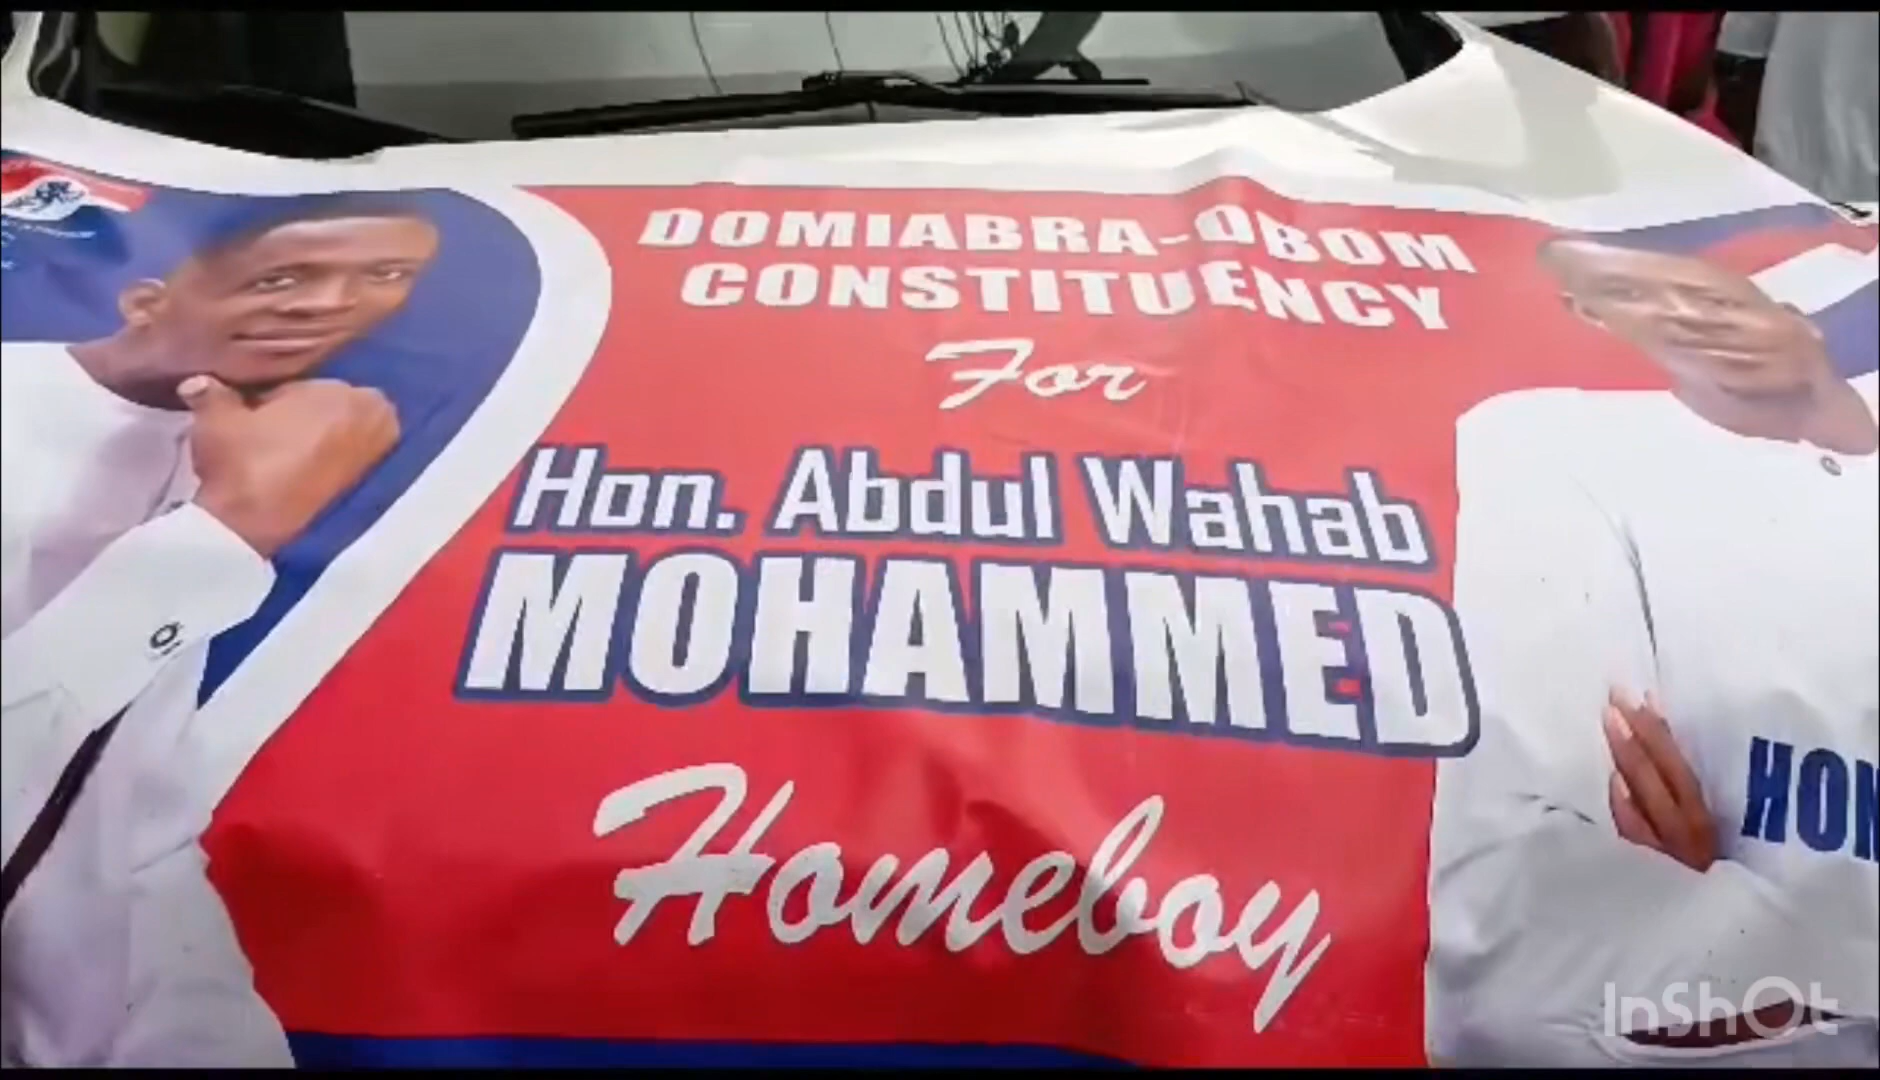 DOMIABRA-OBOM
CONSTITUENCY
For
Hon. Abdul Wahab
MOHAMMED
Homeboy
HON
InShOt